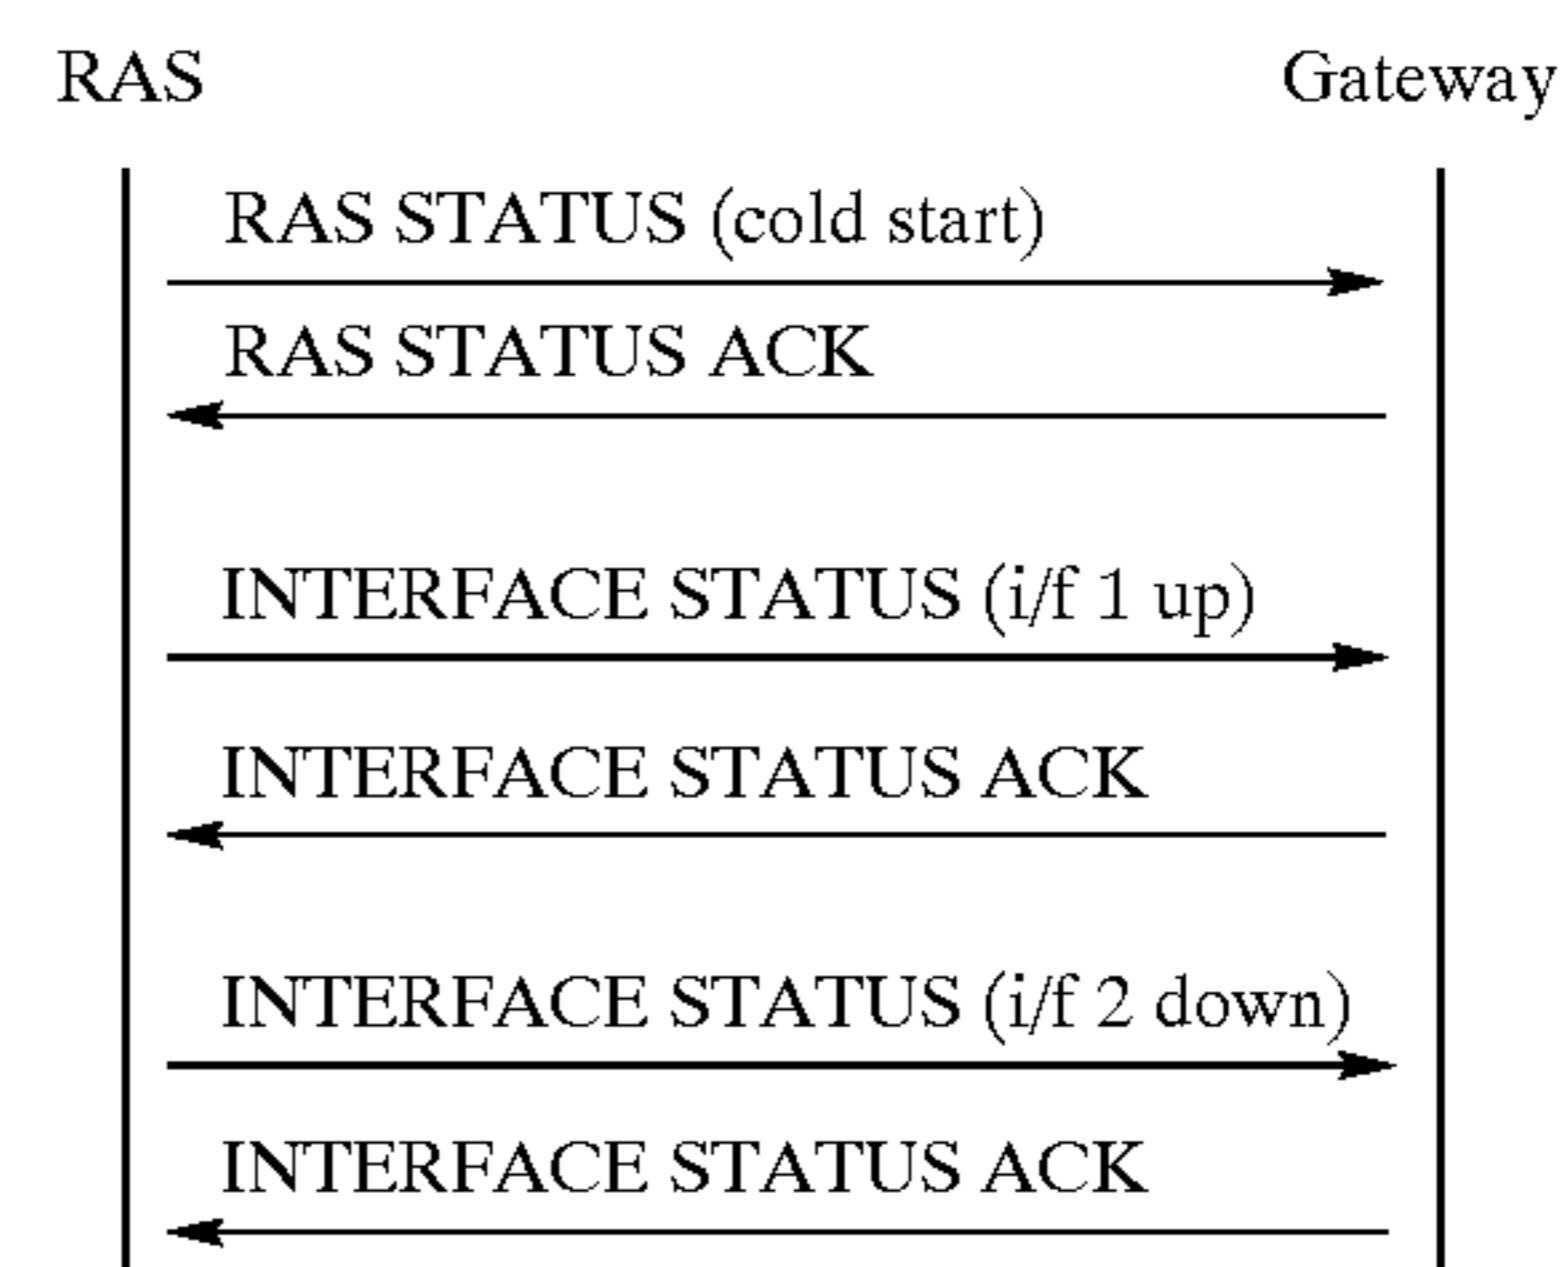 RAS
Gateway
RAS STATUS (cold start)
RAS STATUS ACK
INTERFACE STATUS (i/f 1 up)
INTERFACE STATUS ACK
INTERFACE STATUS (i/f 2 down)
INTERFACE STATUS ACK